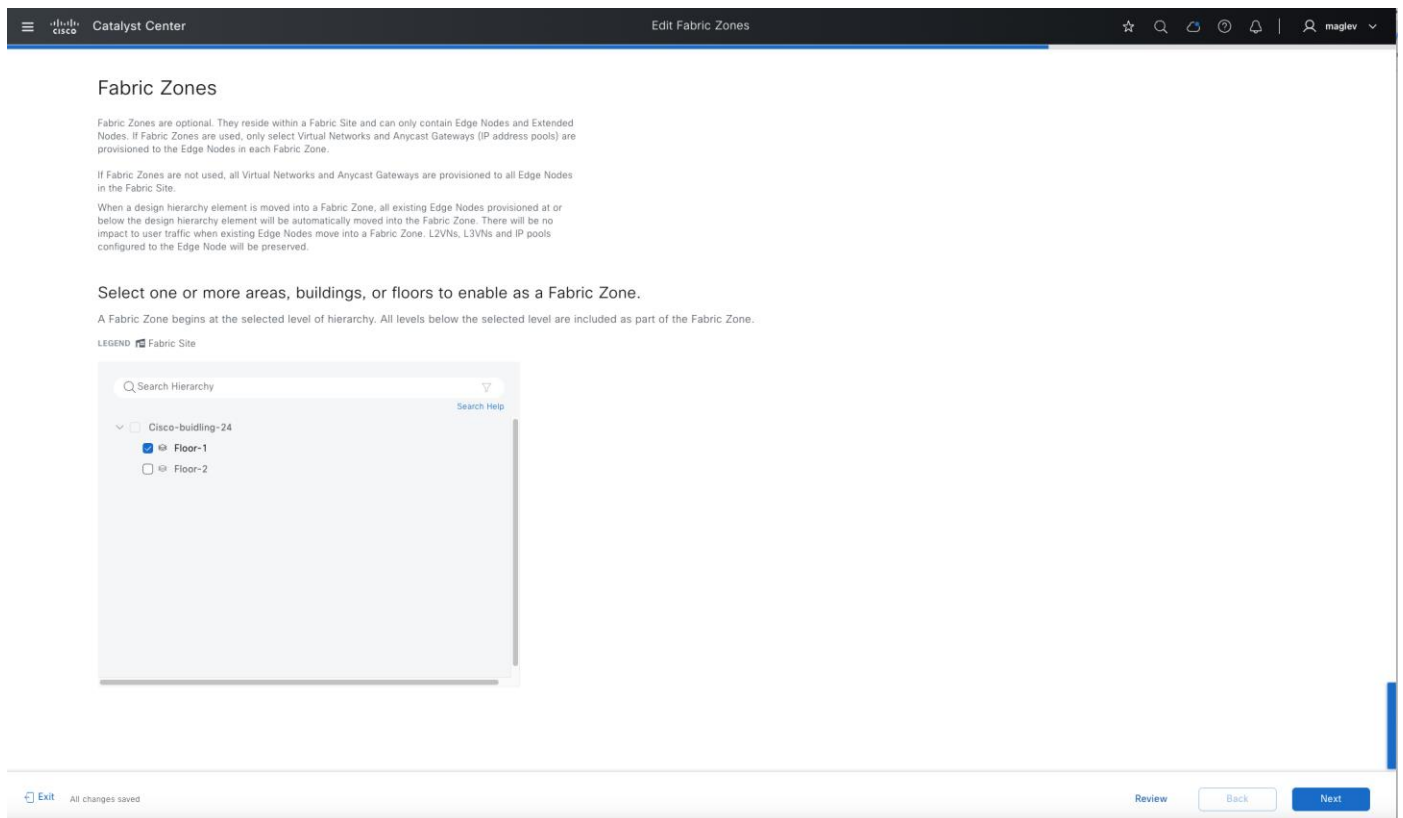 cisco Catalyst Center
Edit Fabric Zones
maglev
Fabric Zones
Fabric Zones are optional. They reside within a Fabric Site and can only contain Edge Nodes and Extended
Nodes. If Fabric Zones are used, only select Virtual Networks and Anycast Gateways (IP address pools) are
provisioned to the Edge Nodes in each Fabric Zone.
If Fabric Zones are not used, all Virtual Networks and Anycast Gateways are provisioned to all Edge Nodes
in the Fabric Site.
When a design hierarchy element is moved into a Fabric Zone, all existing Edge Nodes provisioned at or
below the design hierarchy element will be automatically moved into the Fabric Zone. There will be no
impact to user traffic when existing Edge Nodes move into a Fabric Zone. L2VNs, L3VNs and IP pools
configured to the Edge Node will be preserved.
Select one or more areas, buildings, or floors to enable as a Fabric Zone.
A Fabric Zone begins at the selected level of hierarchy. All levels below the selected level are included as part of the Fabric Zone.
LEGEND Fabric Site
Search Hierarchy
Search Help
Cisco-buidling-24
Floor-1
Floor-2
Exit All changes saved
Review Back Next